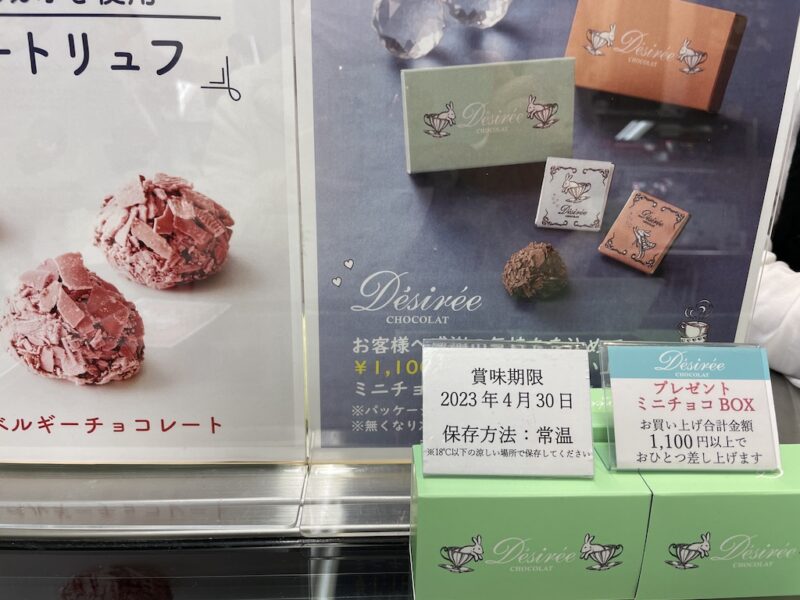 使用
ートリュフ
ベルギーチョコレート
Désirée
CHOCOLAT
Désirée
CHOCOLAT
Désirée
Désirée
Désirée
CHOCOLAT
お客様へ
¥1,10
ミニチョ
※パッケー
※無くなり
賞味期限
2023年4月30日
保存方法:常温
※18℃以下の涼しい場所で保存してください
Désirée
CHOCOLAT
プレゼント
ミニチョコBOX
お買い上げ合計金額
1,100円以上で
おひとつ差し上げます
Désirée
CHOCOLAT
Désirée
CHOCOLAT